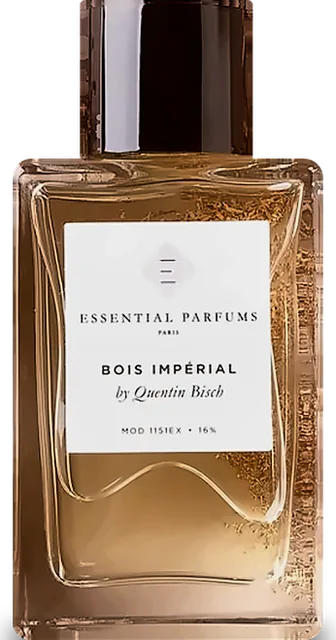 ESSENTIAL PARFUMS
PARIS
BOIS IMPÉRIAL
by Quentin Bisch
MOD 1151EX • 16%